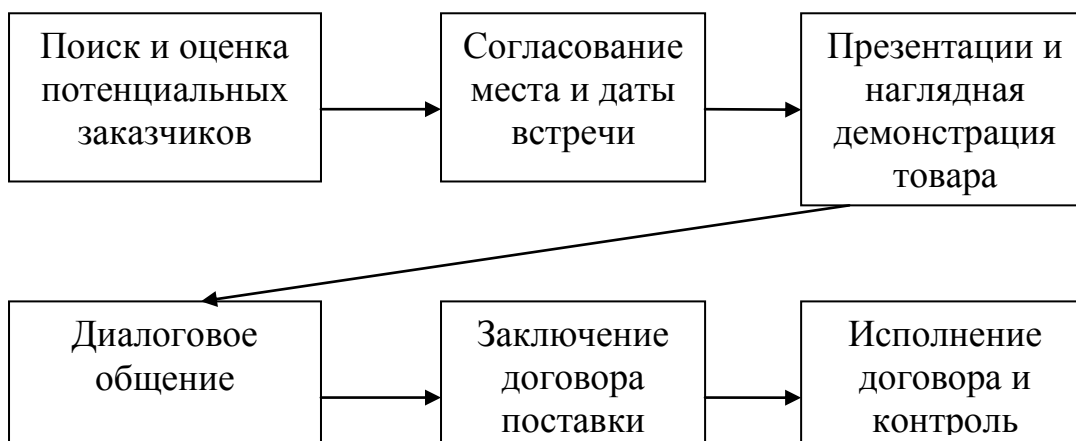 Поиск и оценка
потенциальных
заказчиков
Согласование
места и даты
встречи
Презентации и
наглядная
демонстрация
товара
Диалоговое
общение
Заключение
договора
поставки
Исполнение
договора и
контроль